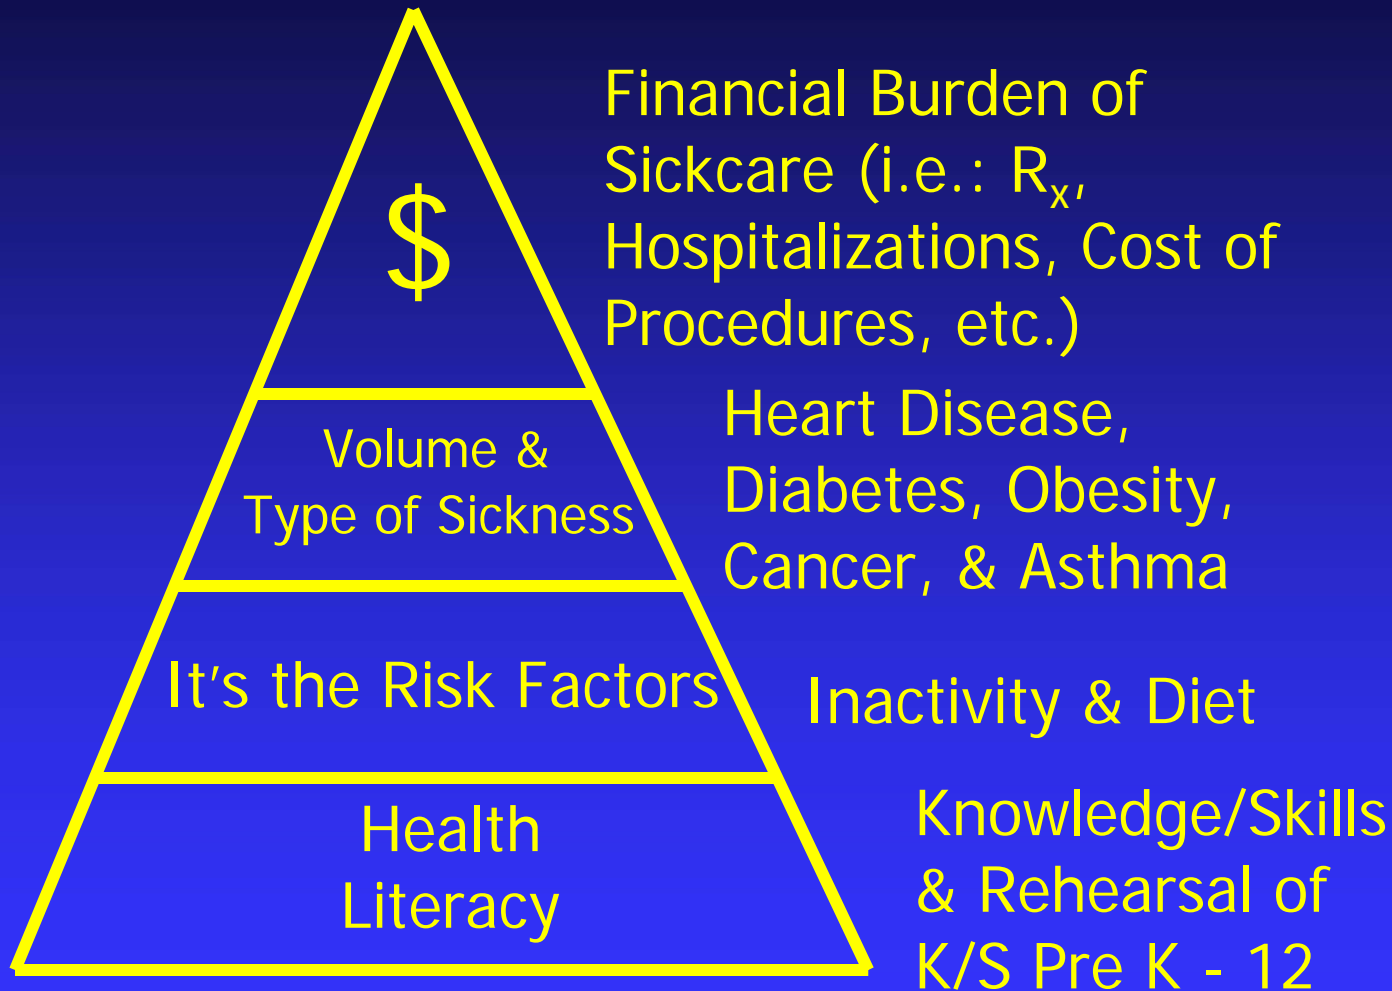 $
Financial Burden of
Sickcare (i.e.: Rx,
Hospitalizations, Cost of
Procedures, etc.)
Volume &
Type of Sickness
Heart Disease,
Diabetes, Obesity,
Cancer, & Asthma
It's the Risk Factors
Inactivity & Diet
Health
Literacy
Knowledge/Skills
& Rehearsal of
K/S Pre K - 12